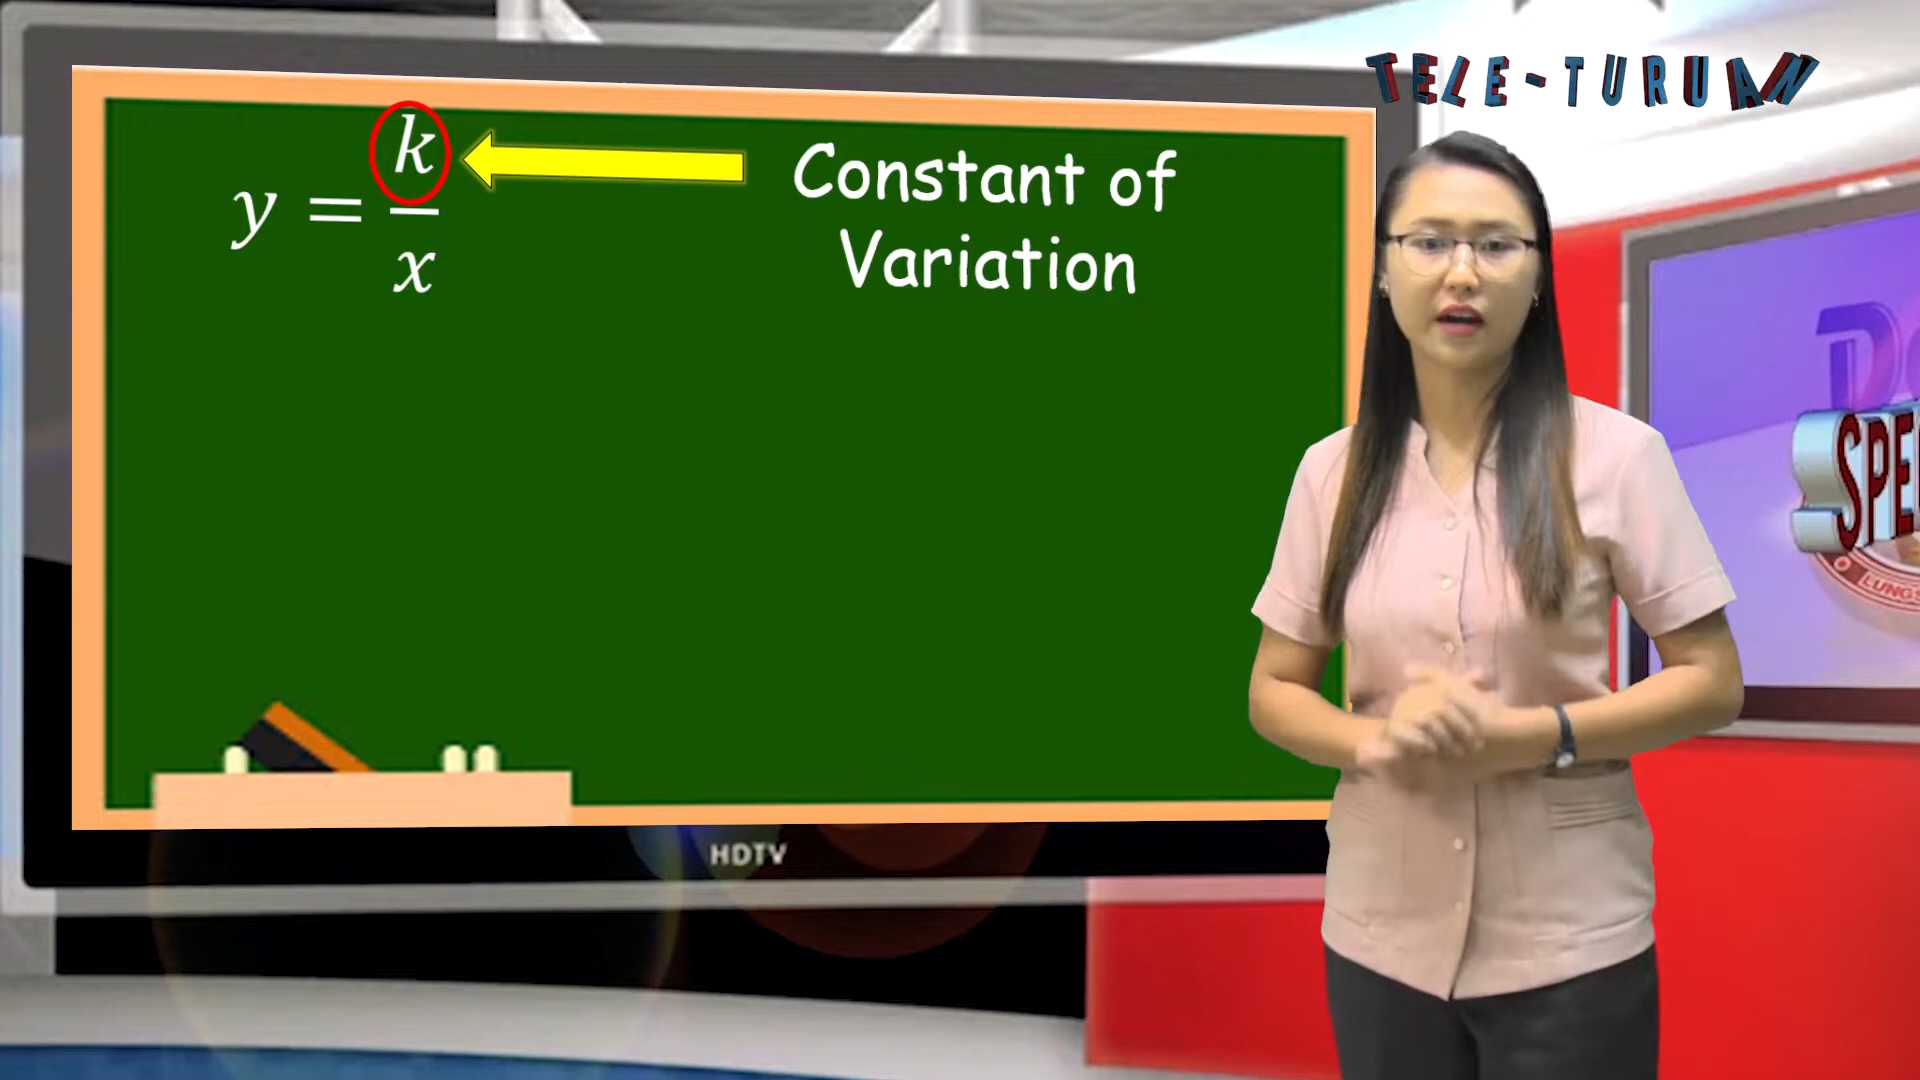 TELE-TURUAN
y = k/x
Constant of
Variation
HDTV